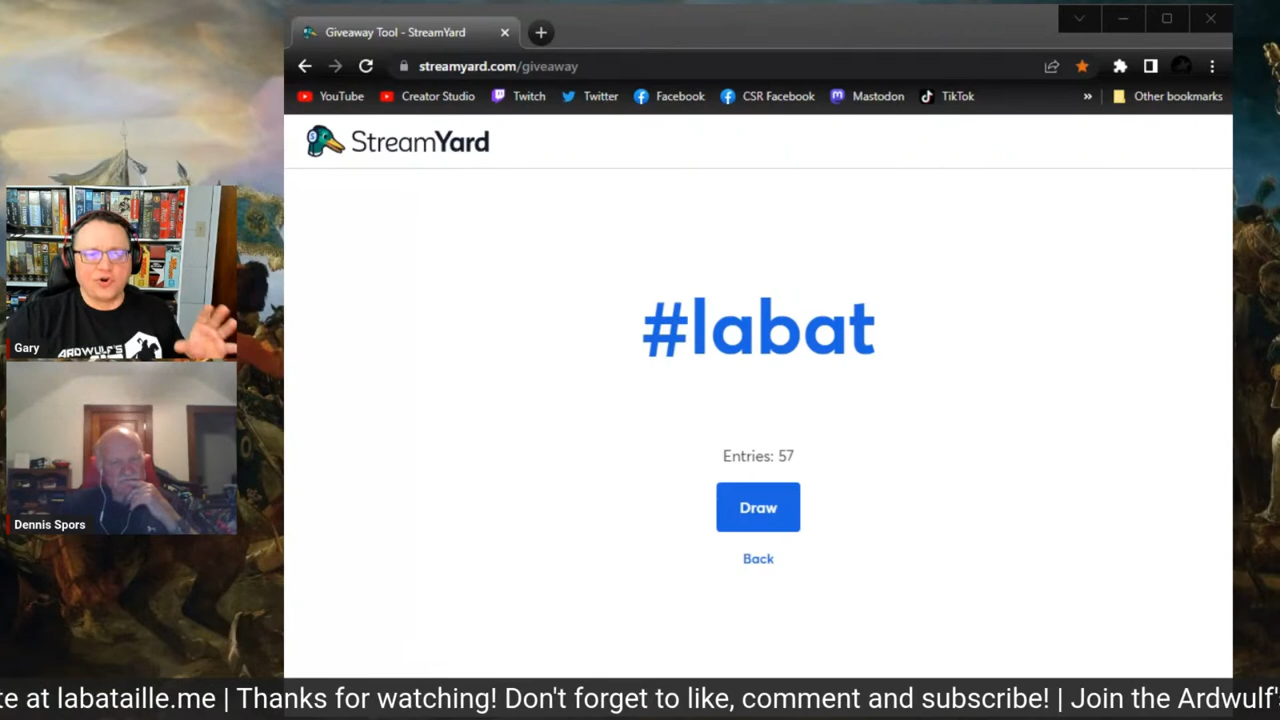 Giveaway Tool - StreamYard
streamyard.com/giveaway
YouTube Creator Studio Twitch Twitter Facebook CSR Facebook Mastodon TikTok » Other bookmarks
StreamYard
#labat
Entries: 57
Draw
Back
ARDWULF'S
Gary
Dennis Spors
te at labataille.me | Thanks for watching! Don't forget to like, comment and subscribe! | Join the Ardwulf's